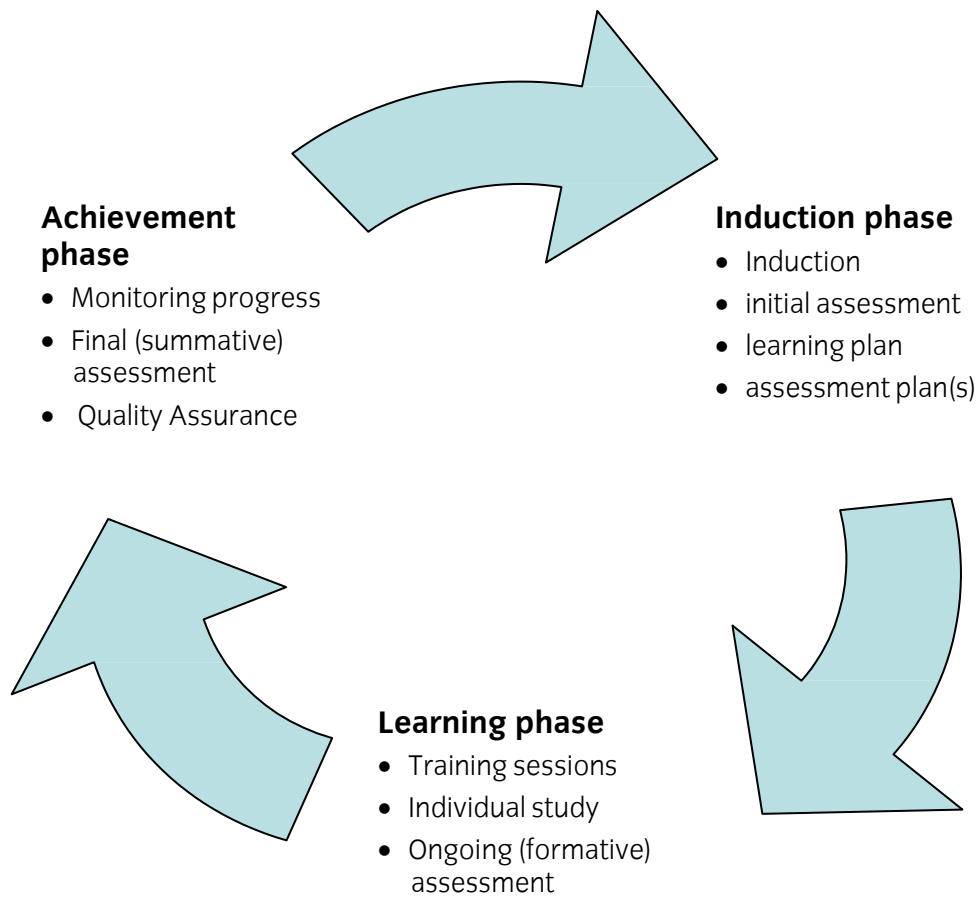 Achievement
phase
• Monitoring progress
• Final (summative)
assessment
• Quality Assurance
Induction phase
• Induction
• initial assessment
• learning plan
• assessment plan(s)
Learning phase
• Training sessions
• Individual study
• Ongoing (formative)
assessment